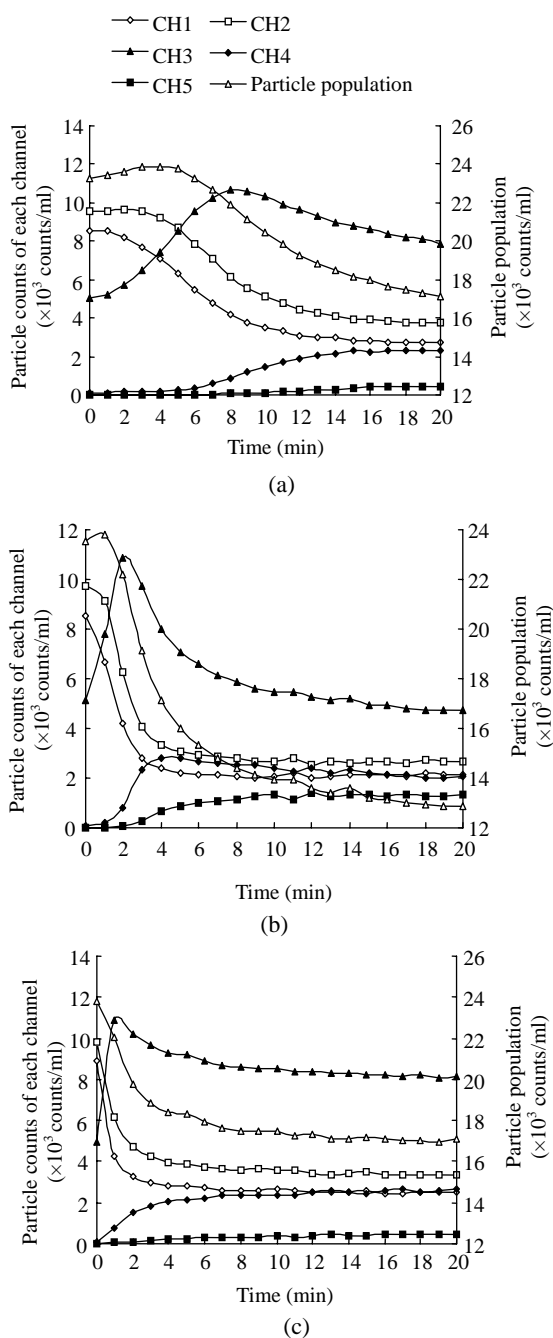 CH1 CH2
CH3 CH4
CH5 Particle population
Particle counts of each channel
(×10³ counts/ml)
14
12
10
8
6
4
2
0
26
24
22
20
18
16
14
12
Particle population
(×10³ counts/ml)
0 2 4 6 8 10 12 14 16 18 20
Time (min)
(a)
Particle counts of each channel
(×10³ counts/ml)
12
10
8
6
4
2
0
24
22
20
18
16
14
12
Particle population
(×10³ counts/ml)
0 2 4 6 8 10 12 14 16 18 20
Time (min)
(b)
Particle counts of each channel
(×10³ counts/ml)
14
12
10
8
6
4
2
0
26
24
22
20
18
16
14
12
Particle population
(×10³ counts/ml)
0 2 4 6 8 10 12 14 16 18 20
Time (min)
(c)